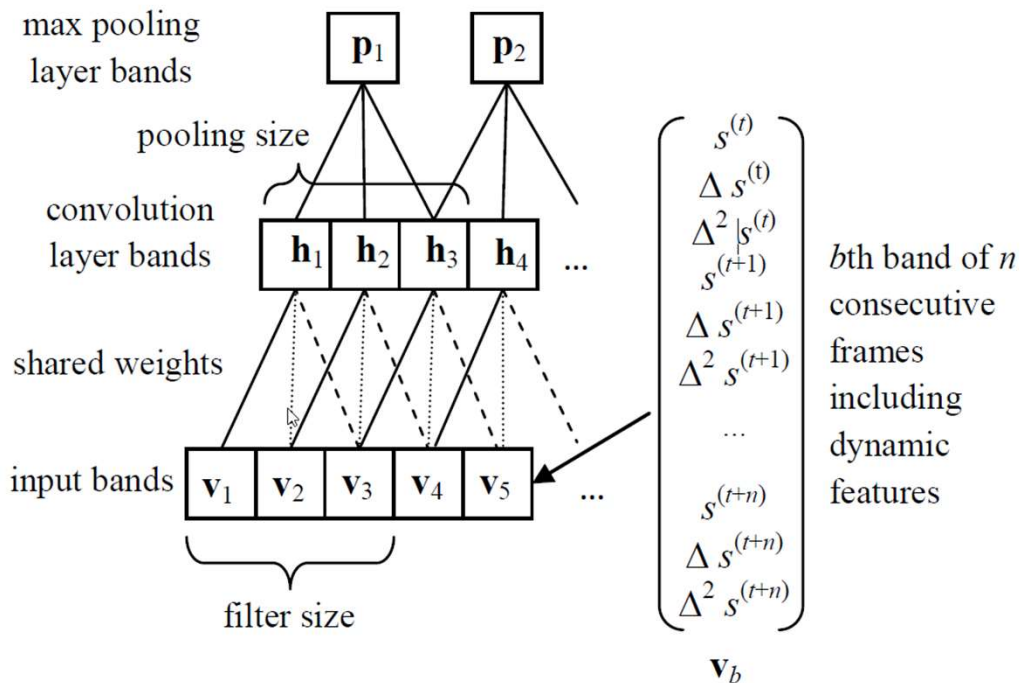 max pooling
layer bands
p₁
p₂
pooling size
convolution
layer bands
h₁ h₂ h₃ h₄ ...
shared weights
input bands
v₁ v₂ v₃ v₄ v₅ ...
filter size
s⁽ᵗ⁾
Δ s⁽ᵗ⁾
Δ² |s⁽ᵗ⁾
s⁽ᵗ⁺¹⁾
Δ s⁽ᵗ⁺¹⁾
Δ² s⁽ᵗ⁺¹⁾
...
s⁽ᵗ⁺ⁿ⁾
Δ s⁽ᵗ⁺ⁿ⁾
Δ² s⁽ᵗ⁺ⁿ⁾
v_b
bth band of n
consecutive
frames
including
dynamic
features